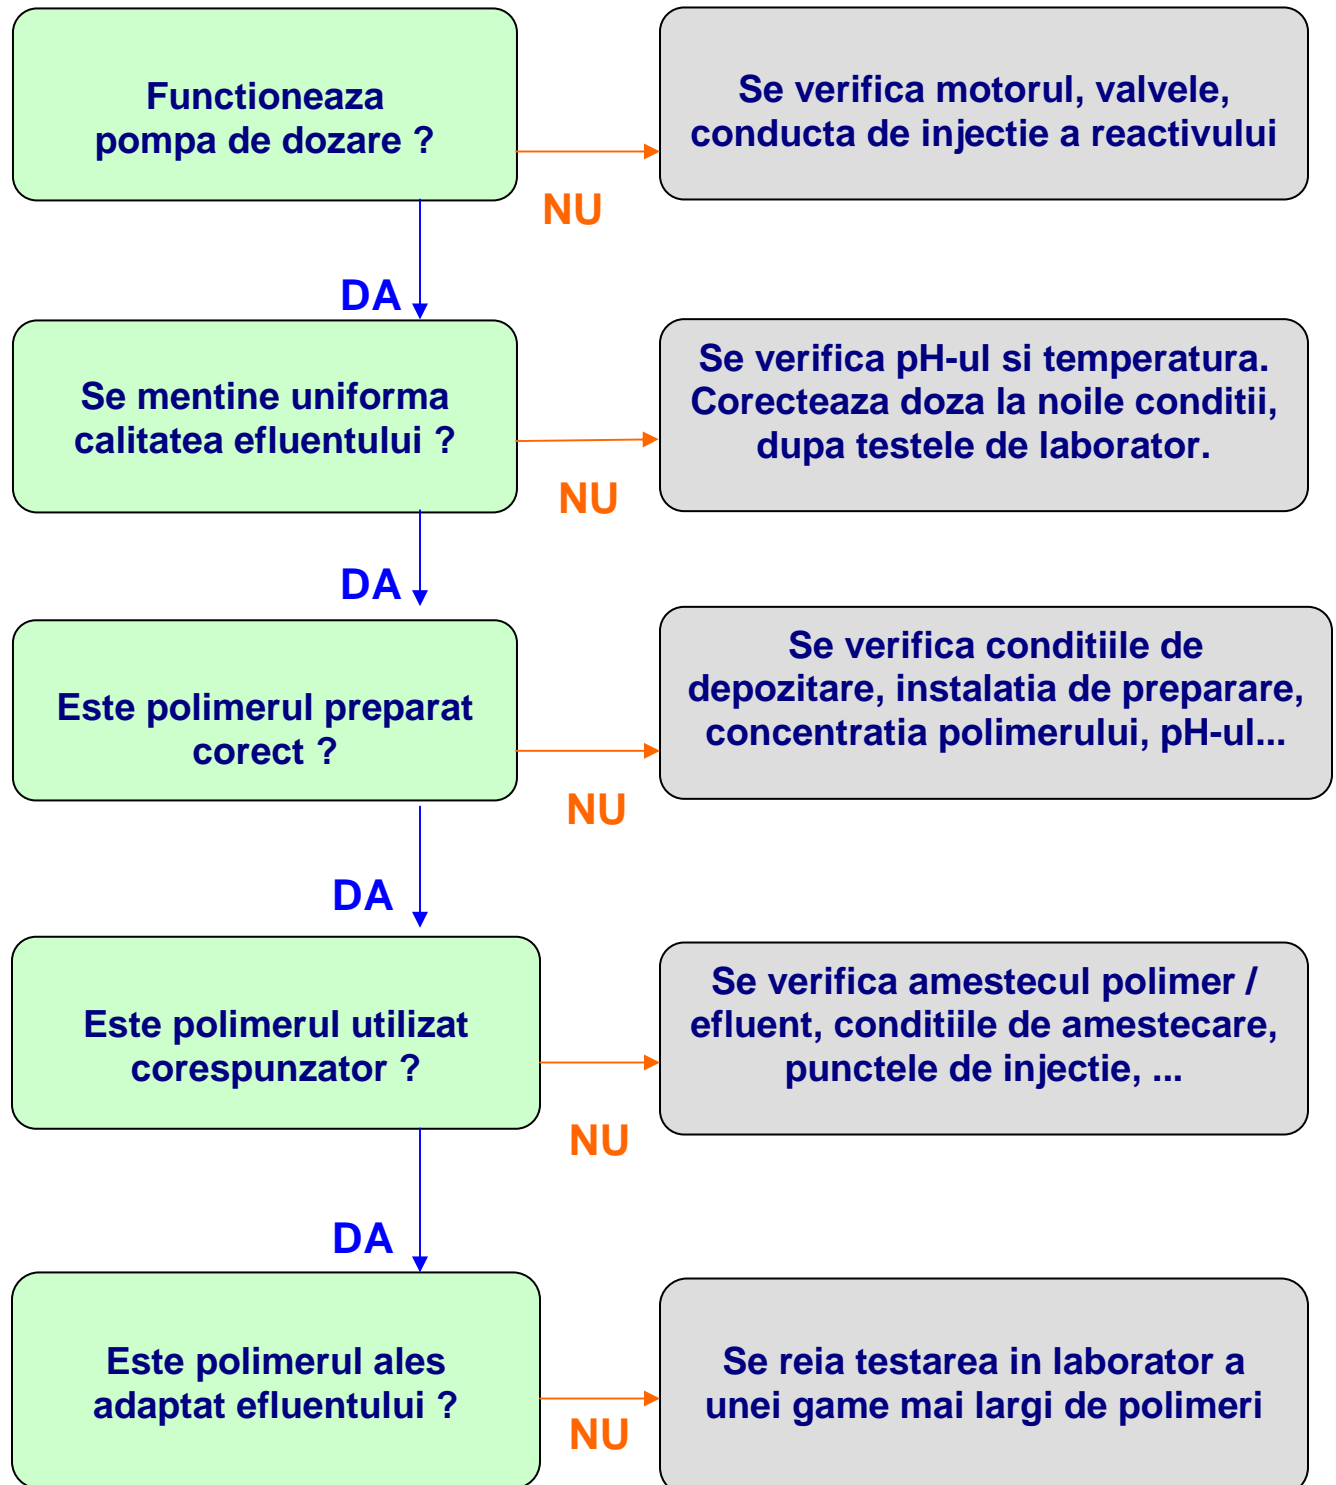 Functioneaza
pompa de dozare ?
Se verifica motorul, valvele,
conducta de injectie a reactivului
NU
DA
Se mentine uniforma
calitatea efluentului ?
Se verifica pH-ul si temperatura.
Corecteaza doza la noile conditii,
dupa testele de laborator.
NU
DA
Este polimerul preparat
corect ?
Se verifica conditiile de
depozitare, instalatia de preparare,
concentratia polimerului, pH-ul...
NU
DA
Este polimerul utilizat
corespunzator ?
Se verifica amestecul polimer /
efluent, conditiile de amestecare,
punctele de injectie, ...
NU
DA
Este polimerul ales
adaptat efluentului ?
Se reia testarea in laborator a
unei game mai largi de polimeri
NU